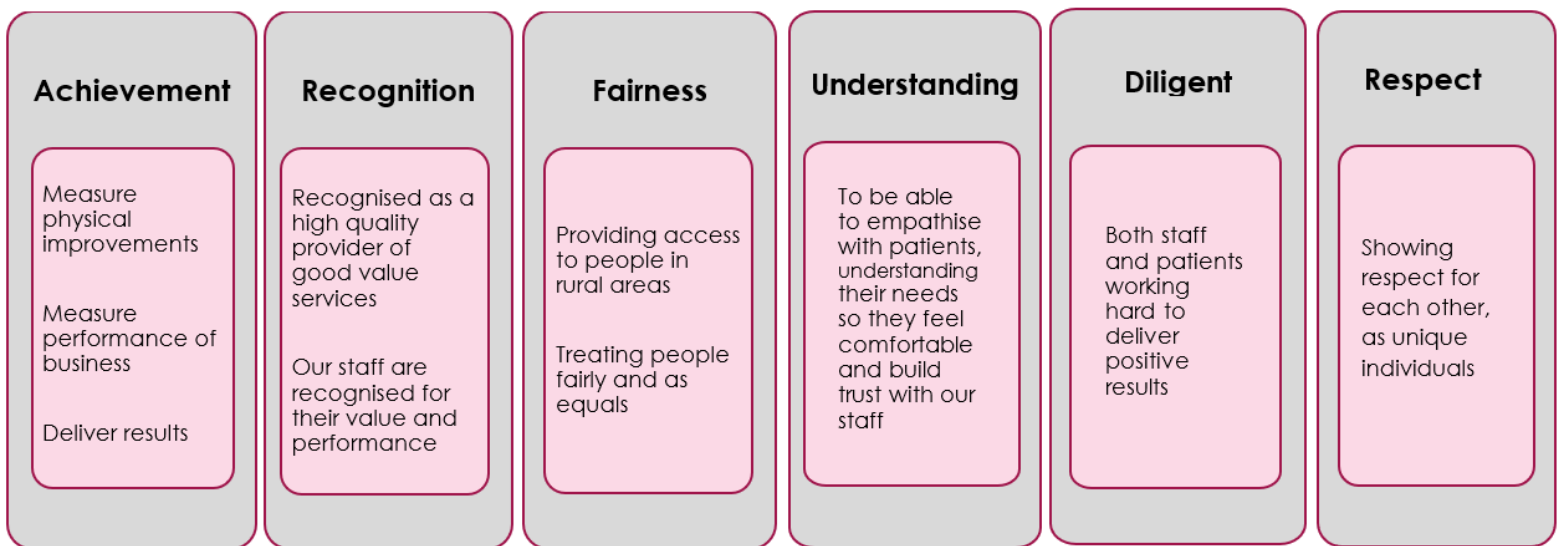 Achievement
Measure
physical
improvements
Measure
performance of
business
Deliver results
Recognition
Recognised as a
high quality
provider of
good value
services
Our staff are
recognised for
their value and
performance
Fairness
Providing access
to people in
rural areas
Treating people
fairly and as
equals
Understanding
To be able
to empathise
with patients,
understanding
their needs
so they feel
comfortable
and build
trust with our
staff
Diligent
Both staff
and patients
working
hard to
deliver
positive
results
Respect
Showing
respect for
each other,
as unique
individuals